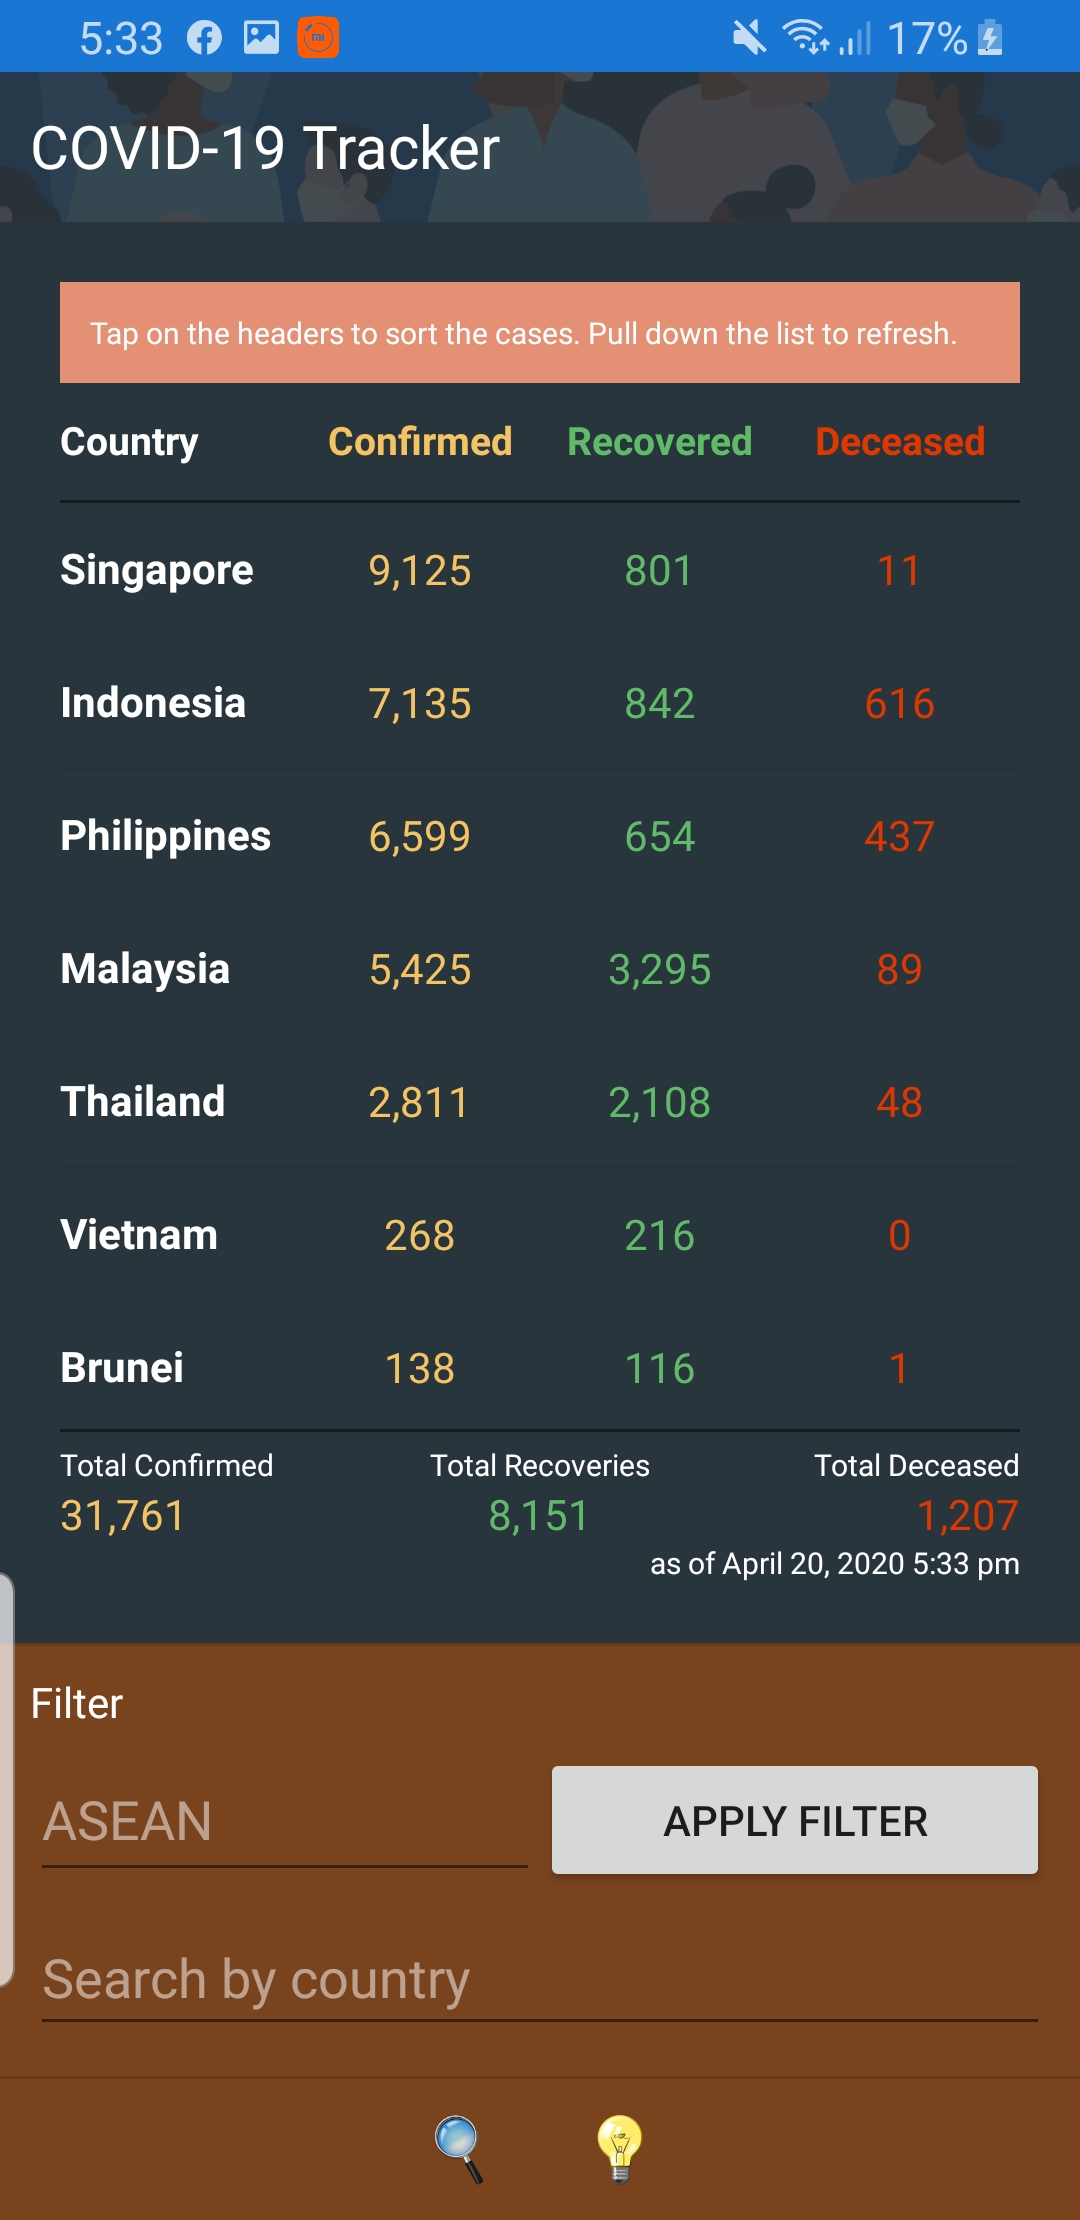 5:33 17%
COVID-19 Tracker
Tap on the headers to sort the cases. Pull down the list to refresh.
Country Confirmed Recovered Deceased
Singapore 9,125 801 11
Indonesia 7,135 842 616
Philippines 6,599 654 437
Malaysia 5,425 3,295 89
Thailand 2,811 2,108 48
Vietnam 268 216 0
Brunei 138 116 1
Total Confirmed Total Recoveries Total Deceased
31,761 8,151 1,207
as of April 20, 2020 5:33 pm
Filter
ASEAN APPLY FILTER
Search by country